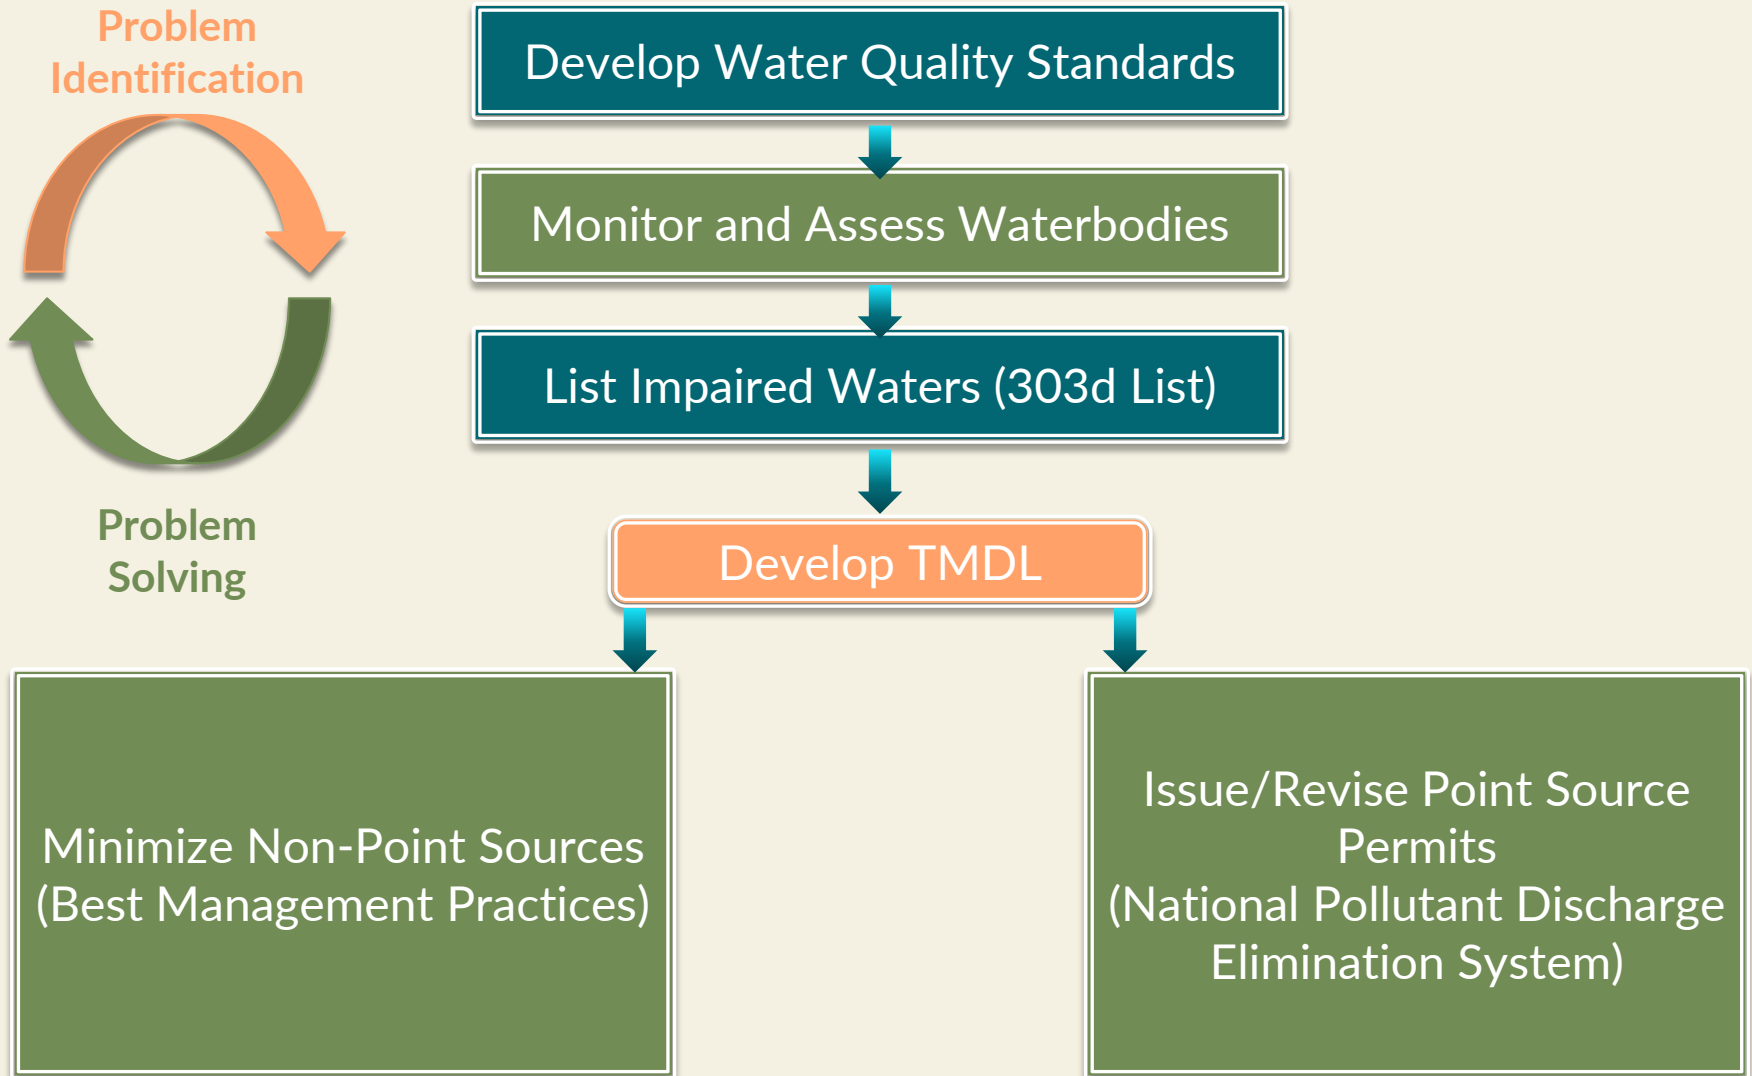 Problem
Identification
Problem
Solving
Develop Water Quality Standards
Monitor and Assess Waterbodies
List Impaired Waters (303d List)
Develop TMDL
Minimize Non-Point Sources
(Best Management Practices)
Issue/Revise Point Source
Permits
(National Pollutant Discharge
Elimination System)